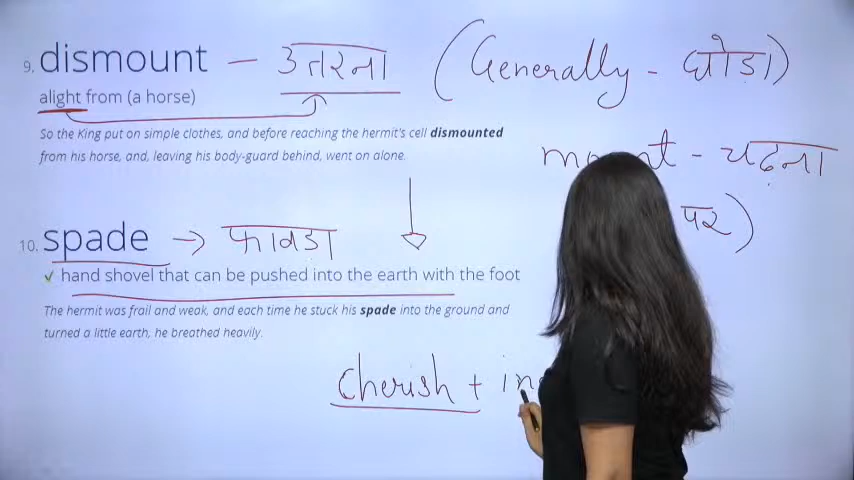 9. dismount – उतरना (Generally - घोडा)
alight from (a horse)
So the King put on simple clothes, and before reaching the hermit's cell dismounted
from his horse, and, leaving his body-guard behind, went on alone.
- चढना
पर)
10. spade → फावडा
✓ hand shovel that can be pushed into the earth with the foot
The hermit was frail and weak, and each time he stuck his spade into the ground and
turned a little earth, he breathed heavily.
cherish + in